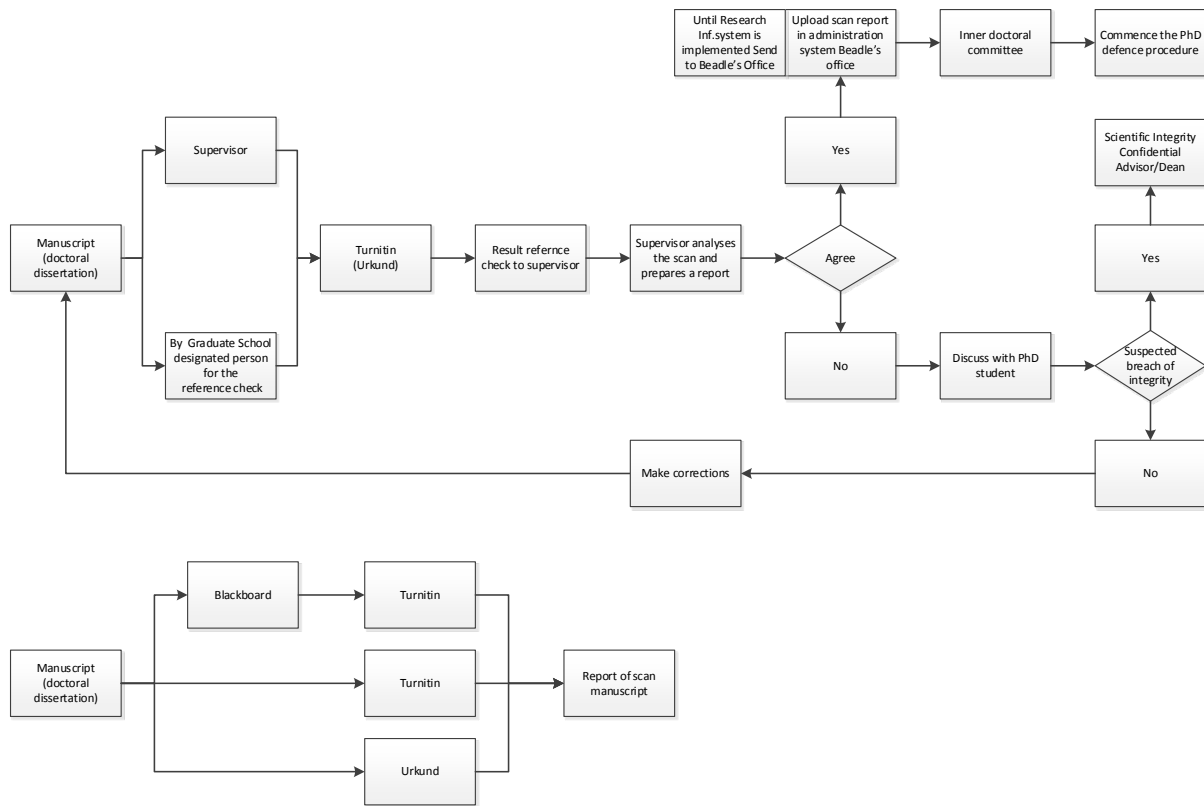 Until Research
Inf.system is
implemented Send
to Beadle's Office
Upload scan report
in administration
system Beadle's
office
Inner doctoral
committee
Commence the PhD
defence procedure
Supervisor
Yes
Scientific Integrity
Confidential
Advisor/Dean
Manuscript
(doctoral
dissertation)
Turnitin
(Urkund)
Result refernce
check to supervisor
Supervisor analyses
the scan and
prepares a report
Agree
Yes
By Graduate School
designated person
for the
reference check
No
Discuss with PhD
student
Suspected
breach of
integrity
Make corrections
No
Blackboard
Turnitin
Manuscript
(doctoral
dissertation)
Turnitin
Report of scan
manuscript
Urkund